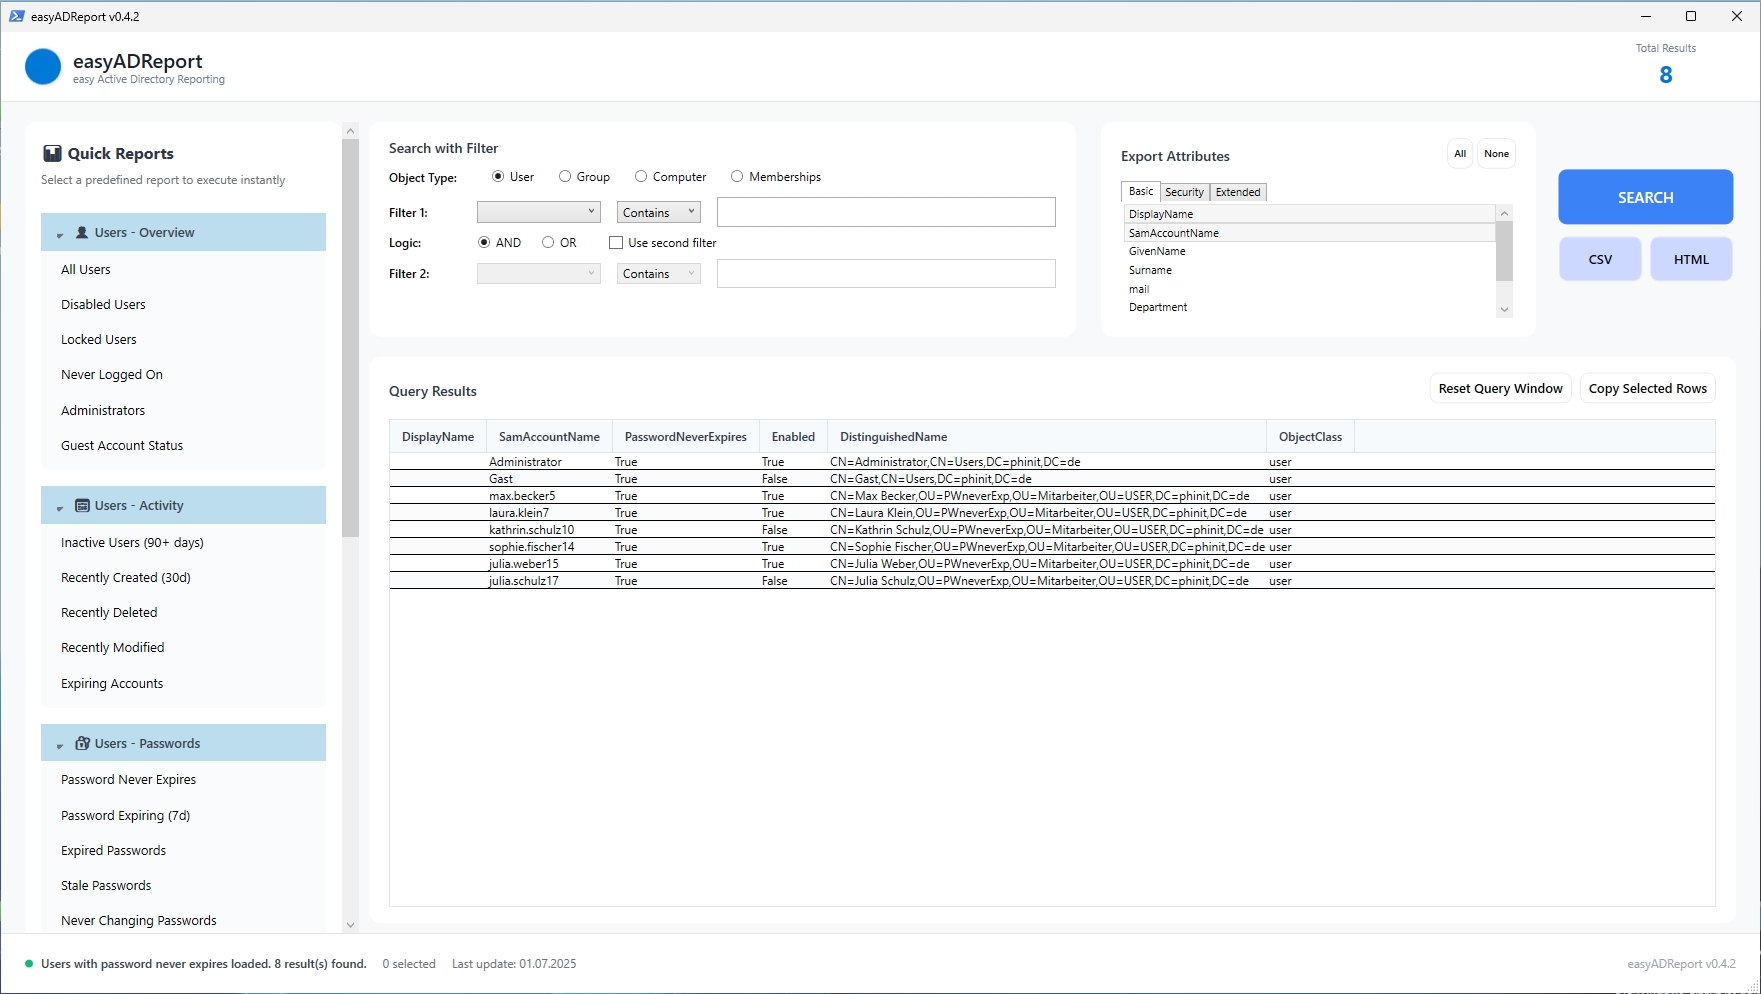 easyADReport v0.4.2
easyADReport
easy Active Directory Reporting
Total Results
8
Quick Reports
Select a predefined report to execute instantly
Users - Overview
All Users
Disabled Users
Locked Users
Never Logged On
Administrators
Guest Account Status
Users - Activity
Inactive Users (90+ days)
Recently Created (30d)
Recently Deleted
Recently Modified
Expiring Accounts
Users - Passwords
Password Never Expires
Password Expiring (7d)
Expired Passwords
Stale Passwords
Never Changing Passwords
Search with Filter
Object Type: User Group Computer Memberships
Filter 1: Contains
Logic: AND OR Use second filter
Filter 2: Contains
Export Attributes All None
Basic Security Extended
DisplayName
SamAccountName
GivenName
Surname
mail
Department
SEARCH
CSV HTML
Query Results Reset Query Window Copy Selected Rows
DisplayName SamAccountName PasswordNeverExpires Enabled DistinguishedName ObjectClass
Administrator True True CN=Administrator,CN=Users,DC=phinit,DC=de user
Gast True False CN=Gast,CN=Users,DC=phinit,DC=de user
max.becker5 True True CN=Max Becker,OU=PWneverExp,OU=Mitarbeiter,OU=USER,DC=phinit,DC=de user
laura.klein7 True True CN=Laura Klein,OU=PWneverExp,OU=Mitarbeiter,OU=USER,DC=phinit,DC=de user
kathrin.schulz10 True False CN=Kathrin Schulz,OU=PWneverExp,OU=Mitarbeiter,OU=USER,DC=phinit,DC=de user
sophie.fischer14 True True CN=Sophie Fischer,OU=PWneverExp,OU=Mitarbeiter,OU=USER,DC=phinit,DC=de user
julia.weber15 True True CN=Julia Weber,OU=PWneverExp,OU=Mitarbeiter,OU=USER,DC=phinit,DC=de user
julia.schulz17 True False CN=Julia Schulz,OU=PWneverExp,OU=Mitarbeiter,OU=USER,DC=phinit,DC=de user
Users with password never expires loaded. 8 result(s) found. 0 selected Last update: 01.07.2025
easyADReport v0.4.2